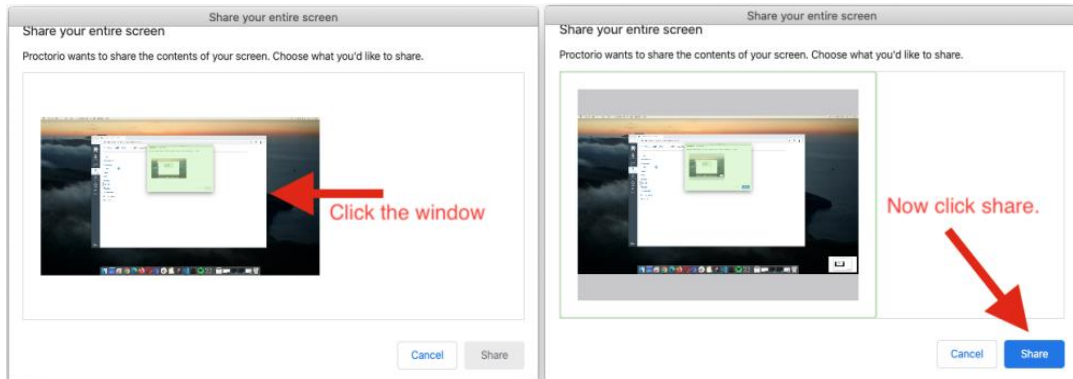 Share your entire screen
Share your entire screen
Proctorio wants to share the contents of your screen. Choose what you'd like to share.
Click the window
Cancel
Share
Share your entire screen
Share your entire screen
Proctorio wants to share the contents of your screen. Choose what you'd like to share.
Now click share.
Cancel
Share